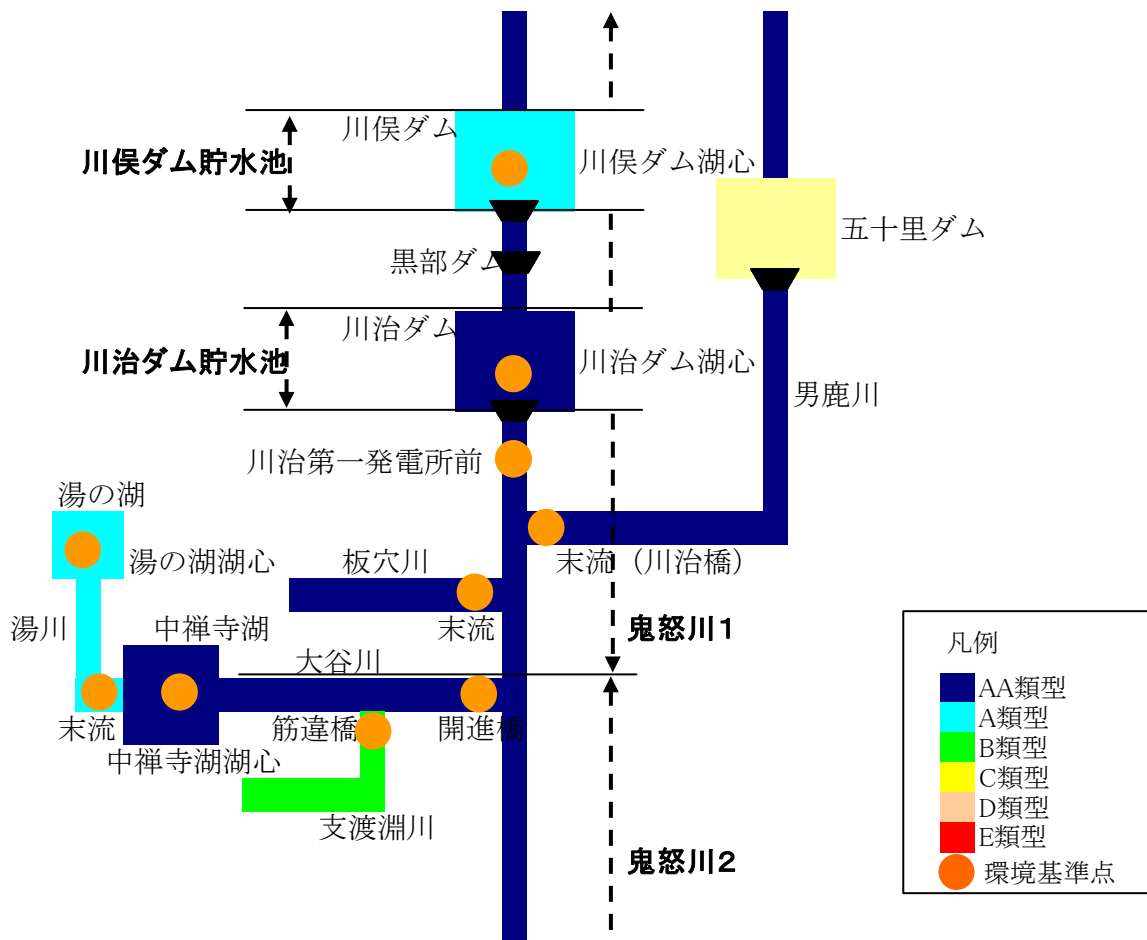 川俣ダム
川俣ダム貯水池
川俣ダム湖心
五十里ダム
黒部ダム
川治ダム
川治ダム貯水池
川治ダム湖心
男鹿川
川治第一発電所前
湯の湖
湯の湖湖心
板穴川
末流（川治橋）
湯川
中禅寺湖
末流
鬼怒川１
大谷川
末流
筋違橋
開進橋
中禅寺湖湖心
支渡淵川
鬼怒川２
凡例
AA類型
A類型
B類型
C類型
D類型
E類型
環境基準点